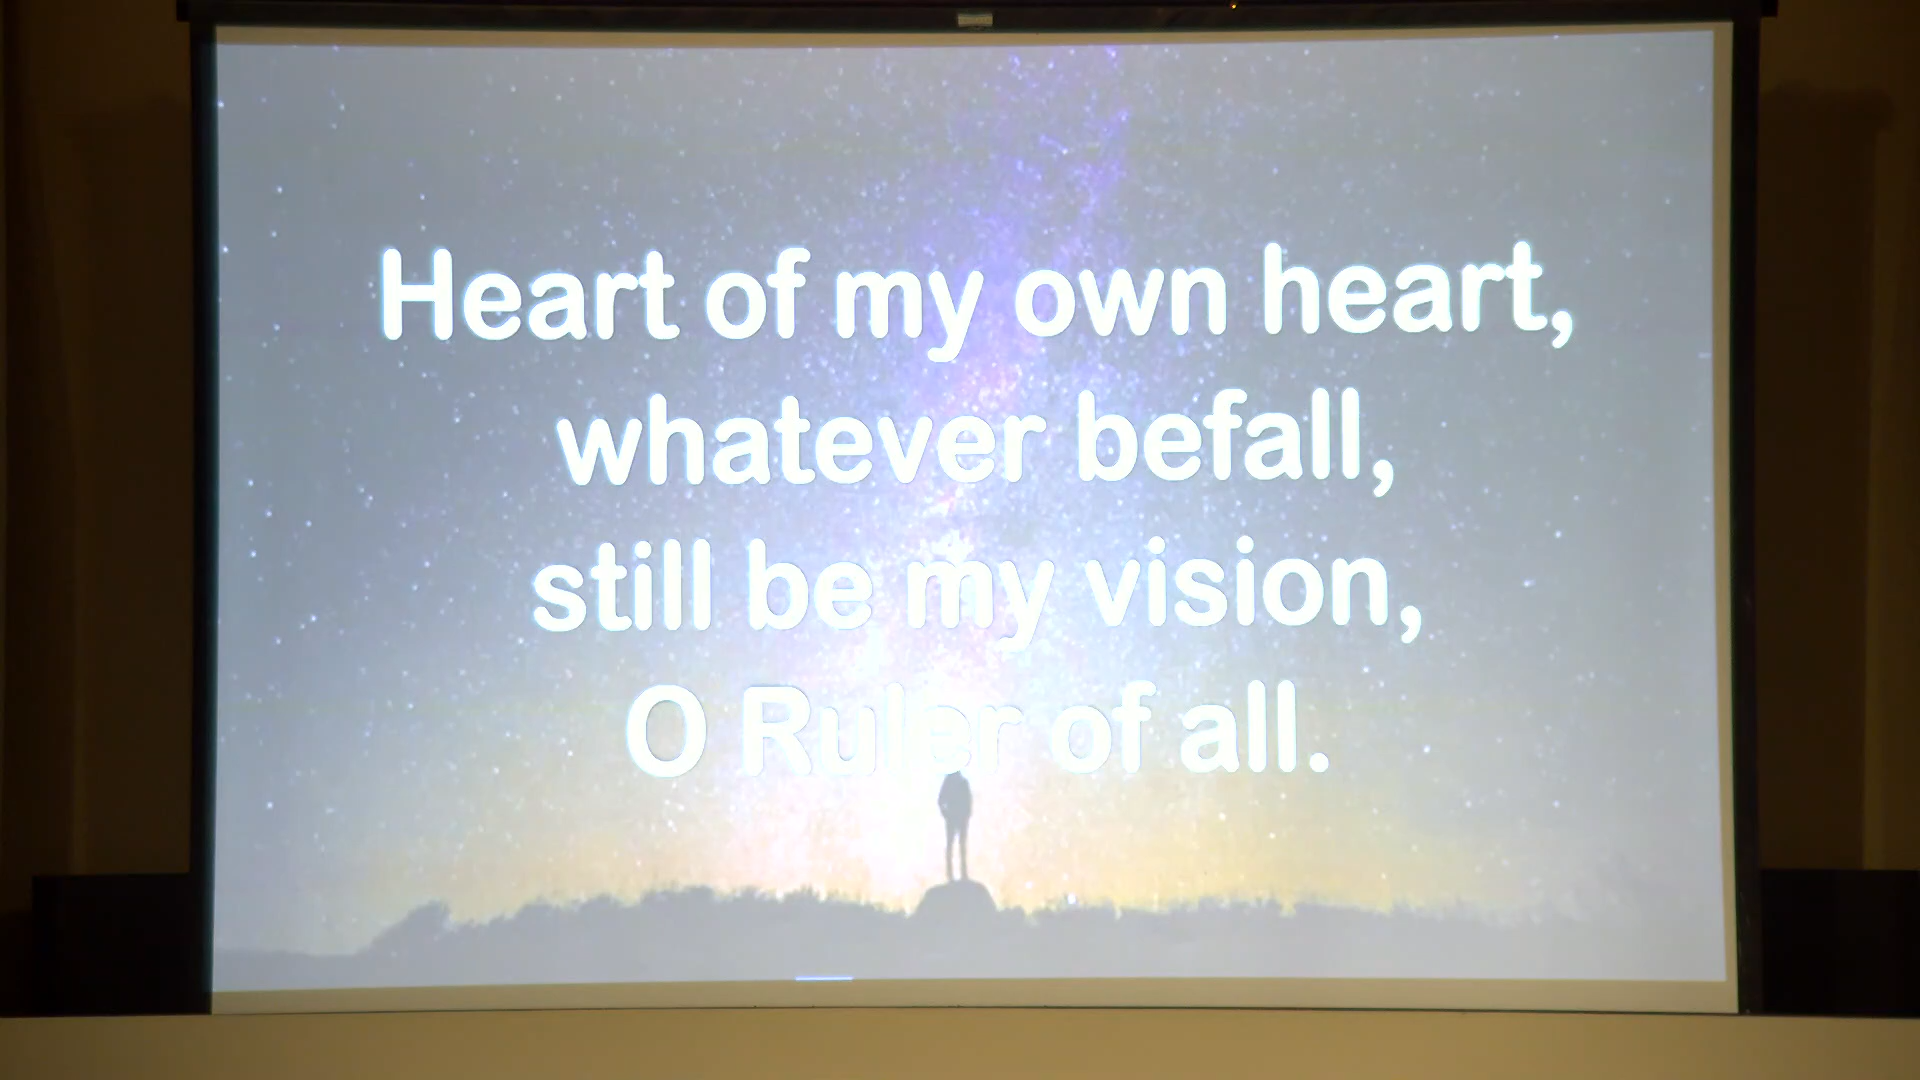 Heart of my own heart,
whatever befall,
still be my vision,
O Ruler of all.